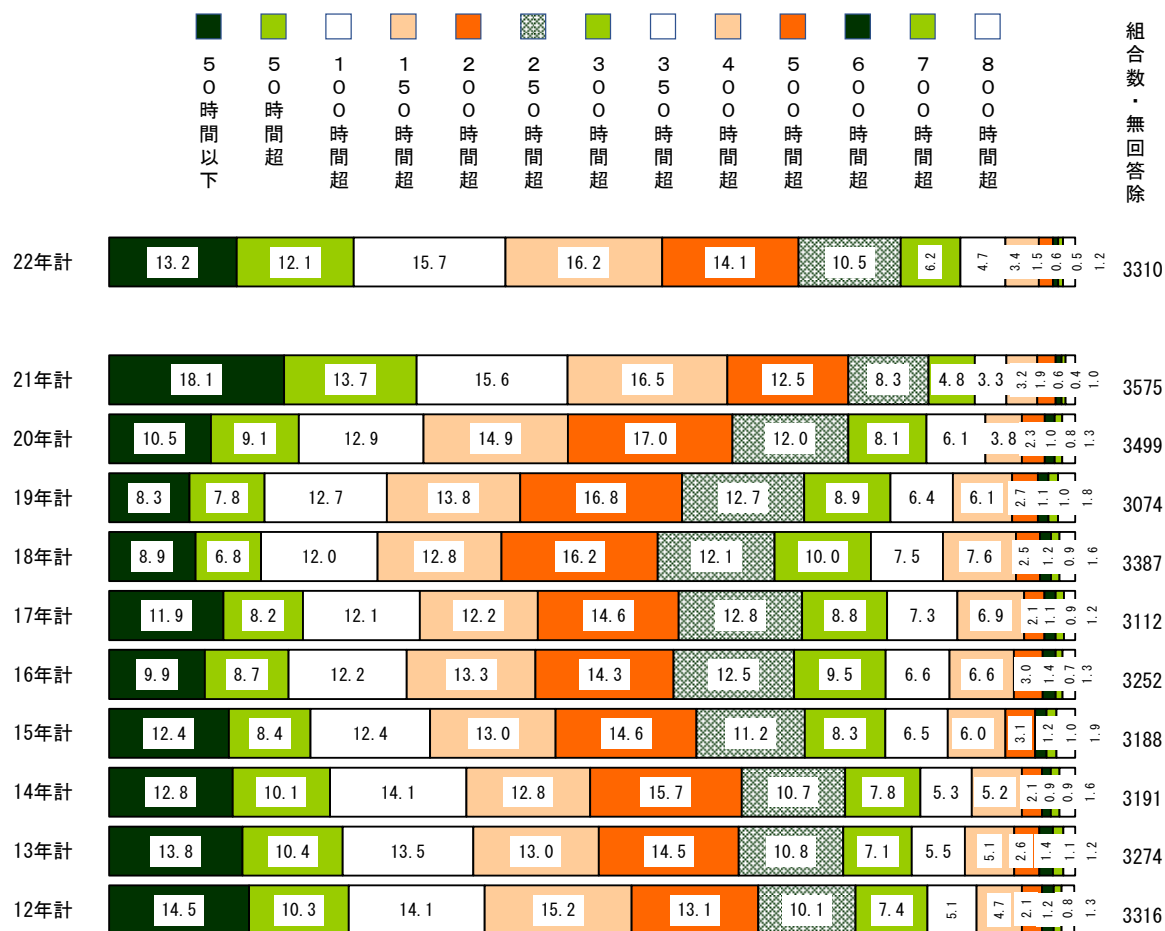 50時間以下
50時間超
100時間超
150時間超
200時間超
250時間超
300時間超
350時間超
400時間超
500時間超
600時間超
700時間超
800時間超
組合数・無回答除
22年計 13.2 12.1 15.7 16.2 14.1 10.5 6.2 4.7 3.4 1.5 0.6 0.5 1.2 3310
21年計 18.1 13.7 15.6 16.5 12.5 8.3 4.8 3.3 3.2 1.9 0.6 0.4 1.0 3575
20年計 10.5 9.1 12.9 14.9 17.0 12.0 8.1 6.1 3.8 2.3 1.0 0.8 1.3 3499
19年計 8.3 7.8 12.7 13.8 16.8 12.7 8.9 6.4 6.1 2.7 1.1 1.0 1.8 3074
18年計 8.9 6.8 12.0 12.8 16.2 12.1 10.0 7.5 7.6 2.5 1.2 0.9 1.6 3387
17年計 11.9 8.2 12.1 12.2 14.6 12.8 8.8 7.3 6.9 2.1 1.1 0.9 1.2 3112
16年計 9.9 8.7 12.2 13.3 14.3 12.5 9.5 6.6 6.6 3.0 1.4 0.7 1.3 3252
15年計 12.4 8.4 12.4 13.0 14.6 11.2 8.3 6.5 6.0 3.1 1.2 1.0 1.9 3188
14年計 12.8 10.1 14.1 12.8 15.7 10.7 7.8 5.3 5.2 2.1 0.9 0.9 1.6 3191
13年計 13.8 10.4 13.5 13.0 14.5 10.8 7.1 5.5 5.1 2.6 1.4 1.1 1.2 3274
12年計 14.5 10.3 14.1 15.2 13.1 10.1 7.4 5.1 4.7 2.1 1.2 0.8 1.3 3316